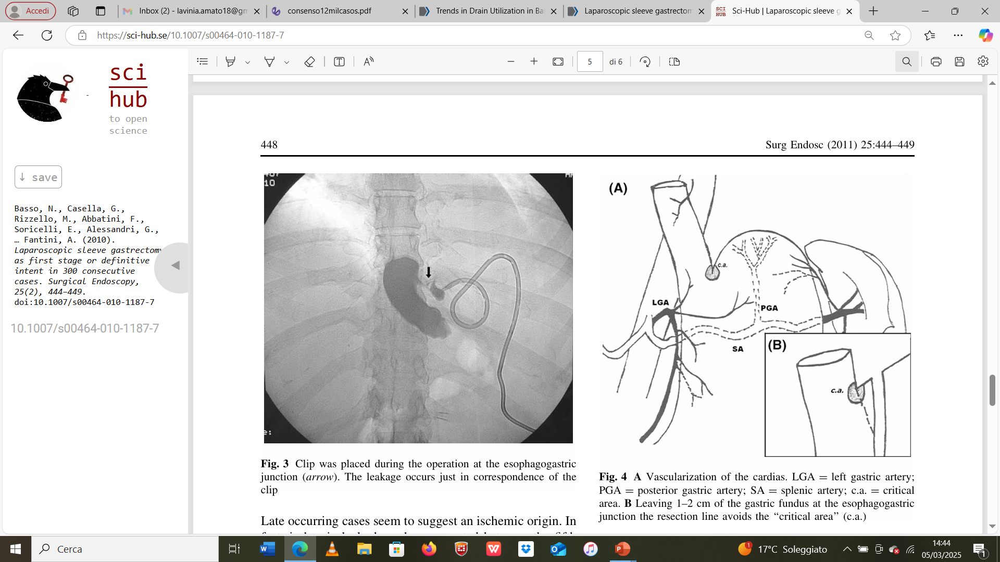 Accedi
Inbox (2) - lavinia.amato18@gm
consenso12milcasos.pdf
Trends in Drain Utilization in Ba
Laparoscopic sleeve gastrectom
SCI HUB
Sci-Hub | Laparoscopic sleeve g
https://sci-hub.se/10.1007/s00464-010-1187-7
5 di 6
sci
hub
to open
science
↓ save
Basso, N., Casella, G.,
Rizzello, M., Abbatini, F.,
Soricelli, E., Alessandri, G.,
… Fantini, A. (2010).
Laparoscopic sleeve gastrectomy
as first stage or definitive
intent in 300 consecutive
cases. Surgical Endoscopy,
25(2), 444–449.
doi:10.1007/s00464-010-1187-7
10.1007/s00464-010-1187-7
448
Surg Endosc (2011) 25:444–449
10
e:
Fig. 3 Clip was placed during the operation at the esophagogastric
junction (arrow). The leakage occurs just in correspondence of the
clip
Late occurring cases seem to suggest an ischemic origin. In
(A)
c.a.
LGA
PGA
SA
(B)
c.a.
Fig. 4 A Vascularization of the cardias. LGA = left gastric artery;
PGA = posterior gastric artery; SA = splenic artery; c.a. = critical
area. B Leaving 1–2 cm of the gastric fundus at the esophagogastric
junction the resection line avoids the “critical area” (c.a.)
Cerca
1
17°C Soleggiato
14:44
05/03/2025
1